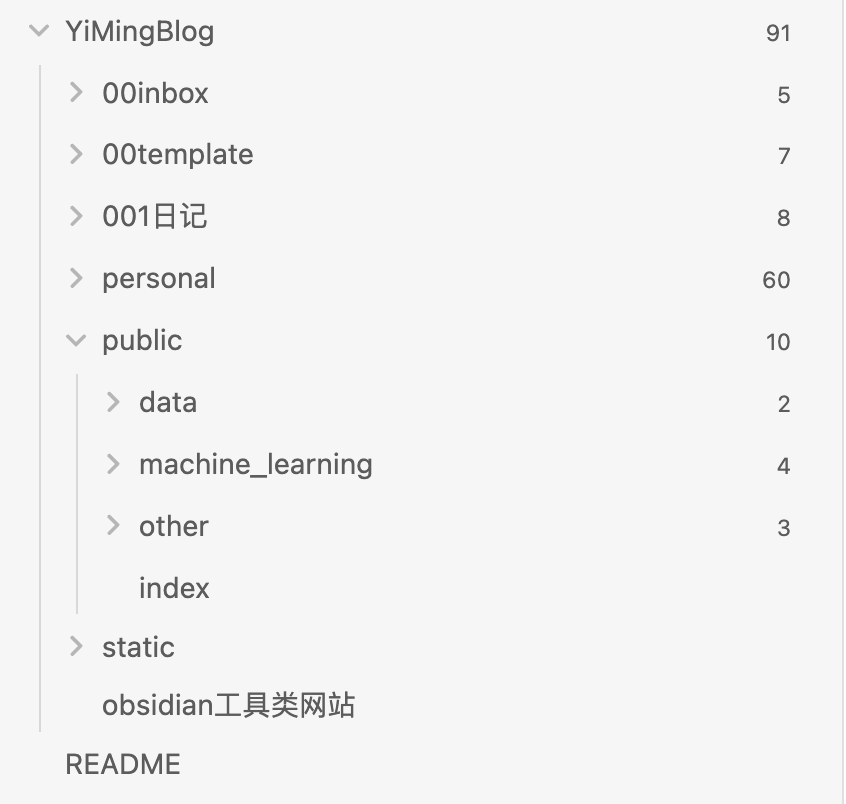 YiMingBlog 91
00inbox 5
00template 7
001日记 8
personal 60
public 10
data 2
machine_learning 4
other 3
index
static
obsidian工具类网站
README